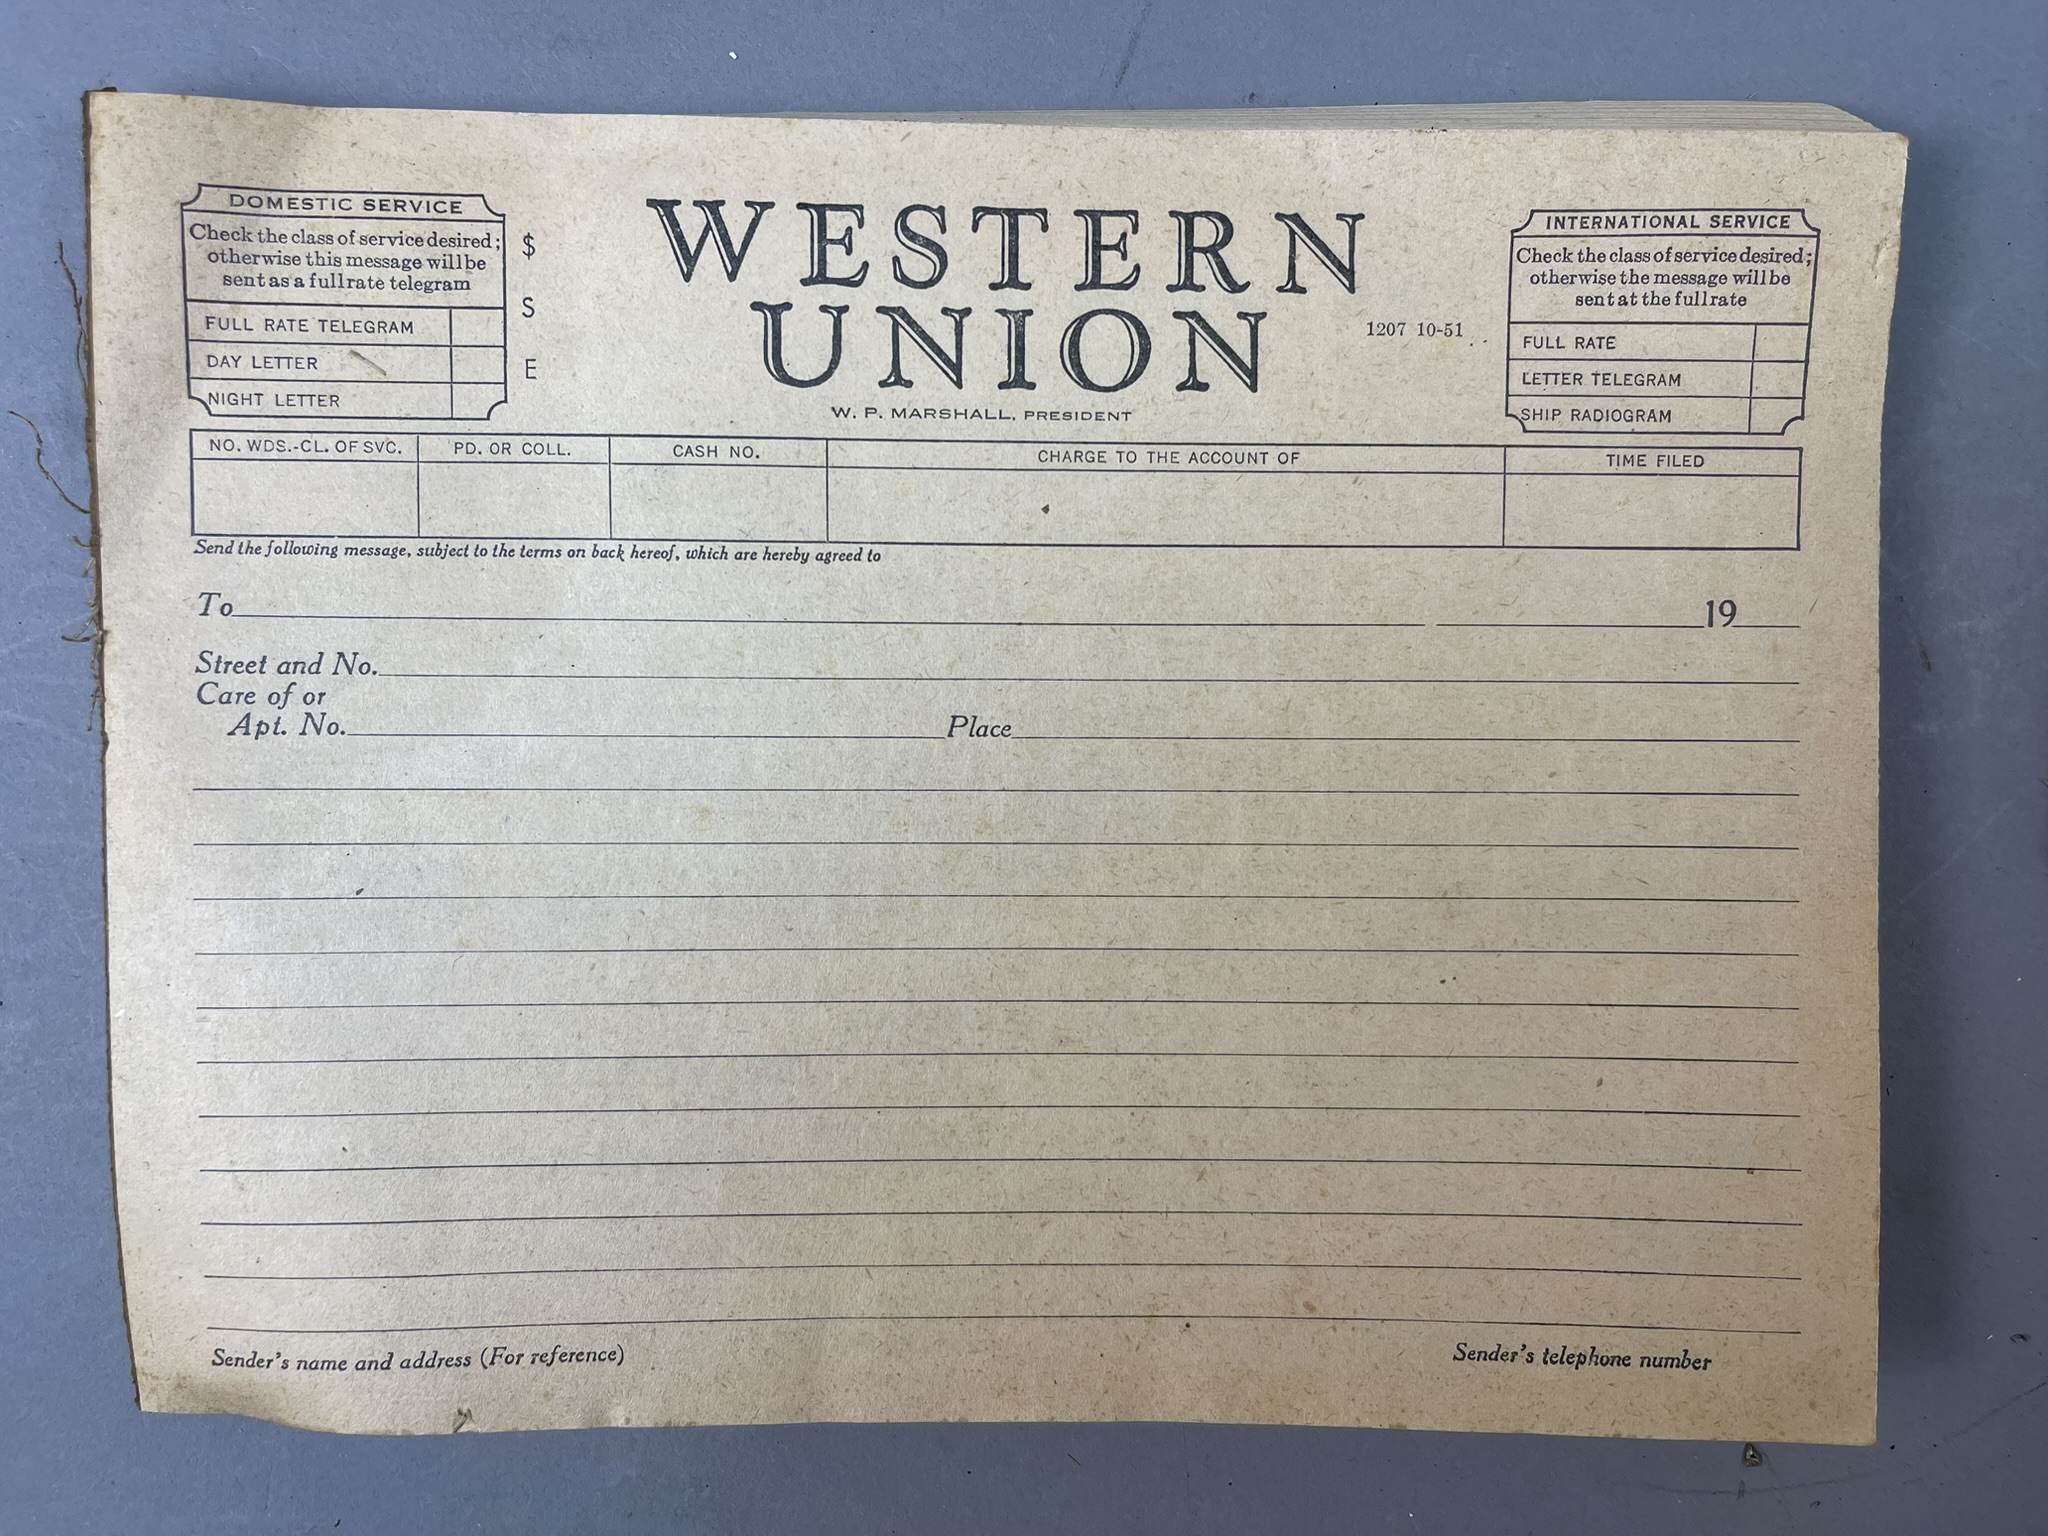 DOMESTIC SERVICE
Check the class of service desired;
otherwise this message will be
sent as a full rate telegram
FULL RATE TELEGRAM
DAY LETTER
NIGHT LETTER
$
S
E
WESTERN
UNION
1207 10-51
W. P. MARSHALL, PRESIDENT
INTERNATIONAL SERVICE
Check the class of service desired;
otherwise the message will be
sent at the full rate
FULL RATE
LETTER TELEGRAM
SHIP RADIOGRAM
NO. WDS.-CL. OF SVC. PD. OR COLL. CASH NO. CHARGE TO THE ACCOUNT OF TIME FILED
Send the following message, subject to the terms on back hereof, which are hereby agreed to
To 19
Street and No.
Care of or
Apt. No. Place
Sender's name and address (For reference) Sender's telephone number